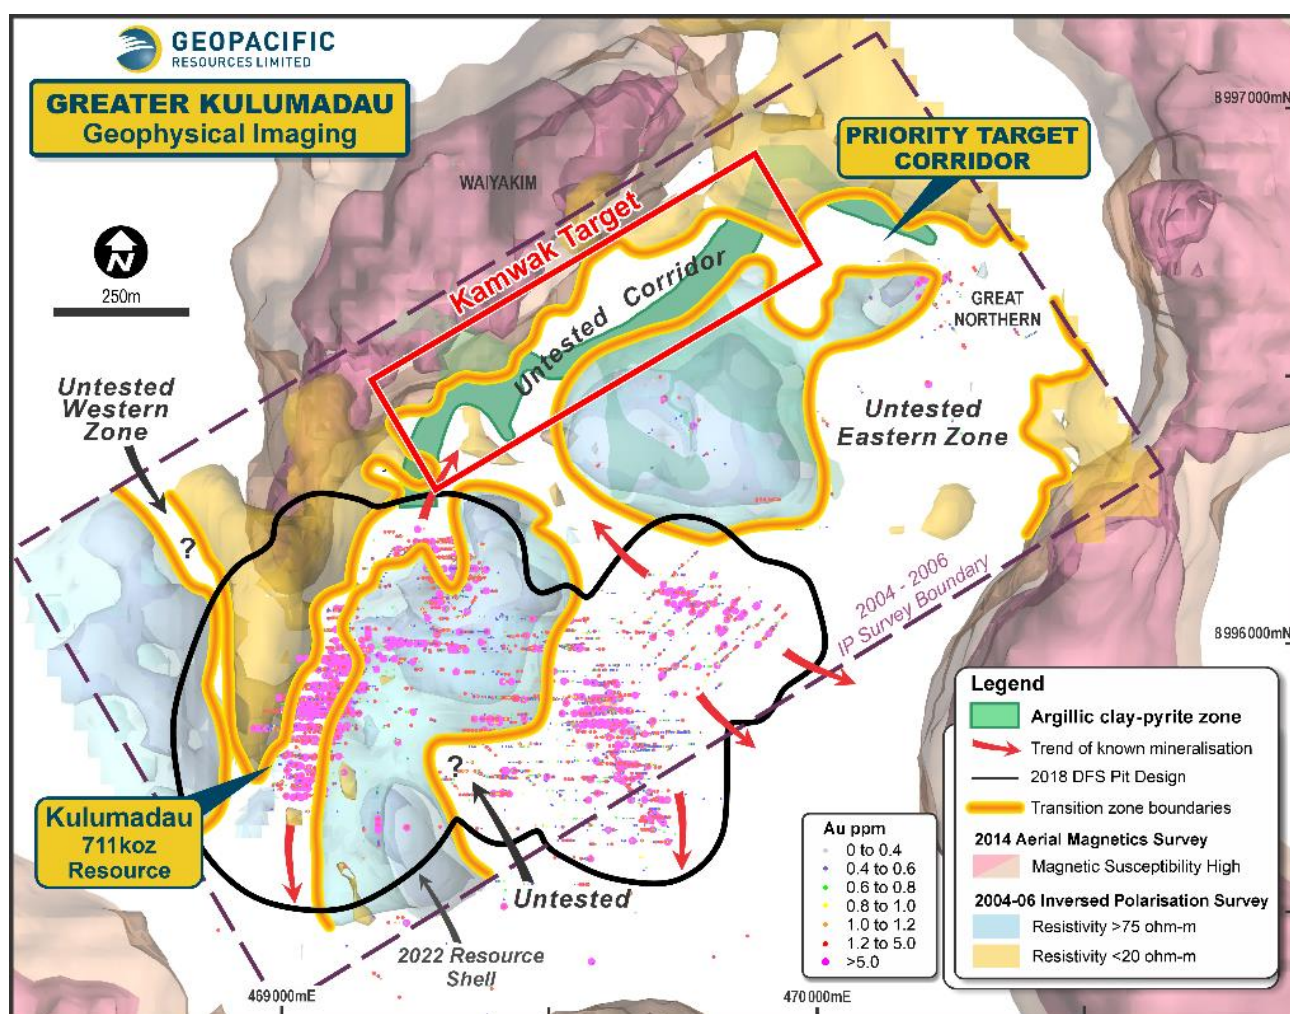 GEOPACIFIC
RESOURCES LIMITED
GREATER KULUMADAU
Geophysical Imaging
8997000mN
PRIORITY TARGET
CORRIDOR
WAIYAKIM
Kamwak Target
N
250m
Untested Corridor
GREAT
NORTHERN
Untested
Western
Zone
?
Untested
Eastern Zone
2004 - 2006
IP Survey Boundary
8996000mN
Kulumadau
711koz
Resource
?
Untested
2022 Resource
Shell
469000mE
470000mE
Au ppm
0 to 0.4
0.4 to 0.6
0.6 to 0.8
0.8 to 1.0
1.0 to 1.2
1.2 to 5.0
>5.0
Legend
Argillic clay-pyrite zone
Trend of known mineralisation
2018 DFS Pit Design
Transition zone boundaries
2014 Aerial Magnetics Survey
Magnetic Susceptibility High
2004-06 Inversed Polarisation Survey
Resistivity >75 ohm-m
Resistivity <20 ohm-m